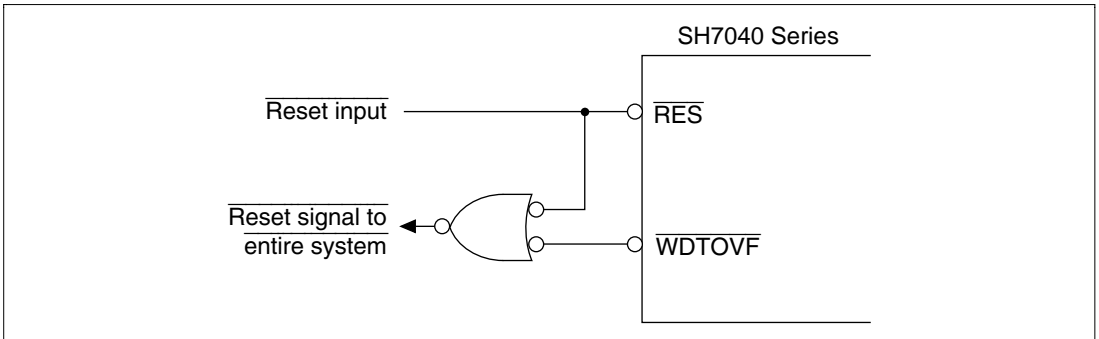 SH7040 Series
Reset input
RES
Reset signal to
entire system
WDTOVF